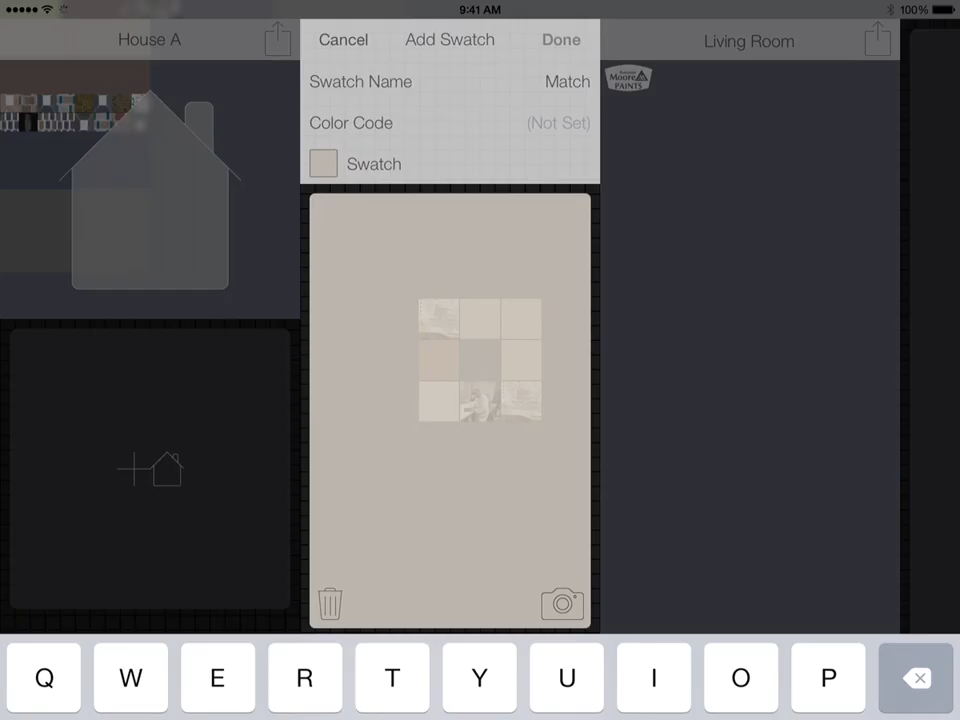 9:41 AM
100%
House A
Cancel Add Swatch Done
Living Room
Swatch Name Match
Moore
PAINTS
Color Code (Not Set)
Swatch
Q W E R T Y U I O P